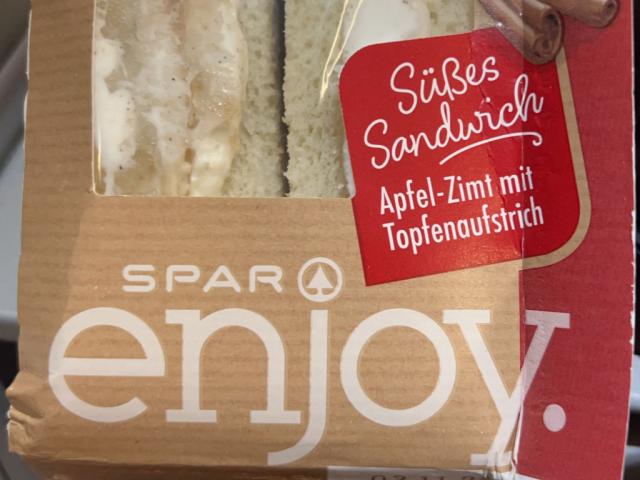 Süßes
Sandwich
Apfel-Zimt mit
Topfenaufstrich
SPAR
enjoy.